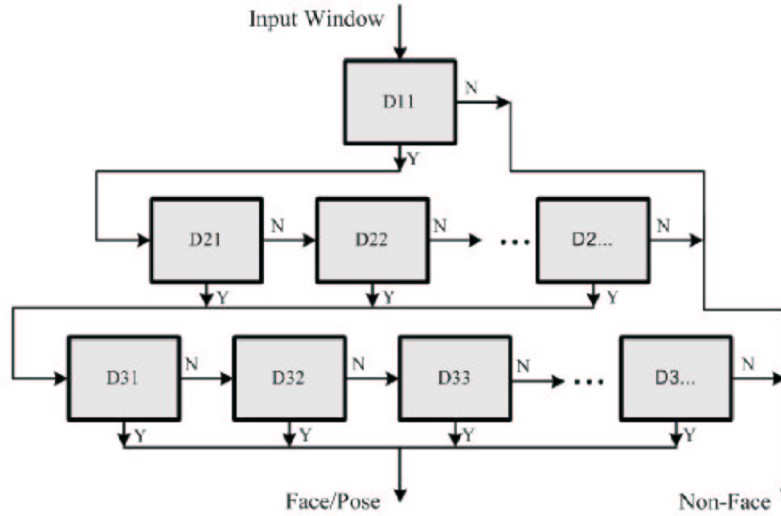 Input Window
D11
N
Y
D21
N
D22
N
...
D2...
N
Y
Y
Y
D31
N
D32
N
D33
N
...
D3...
N
Y
Y
Y
Y
Face/Pose
Non-Face